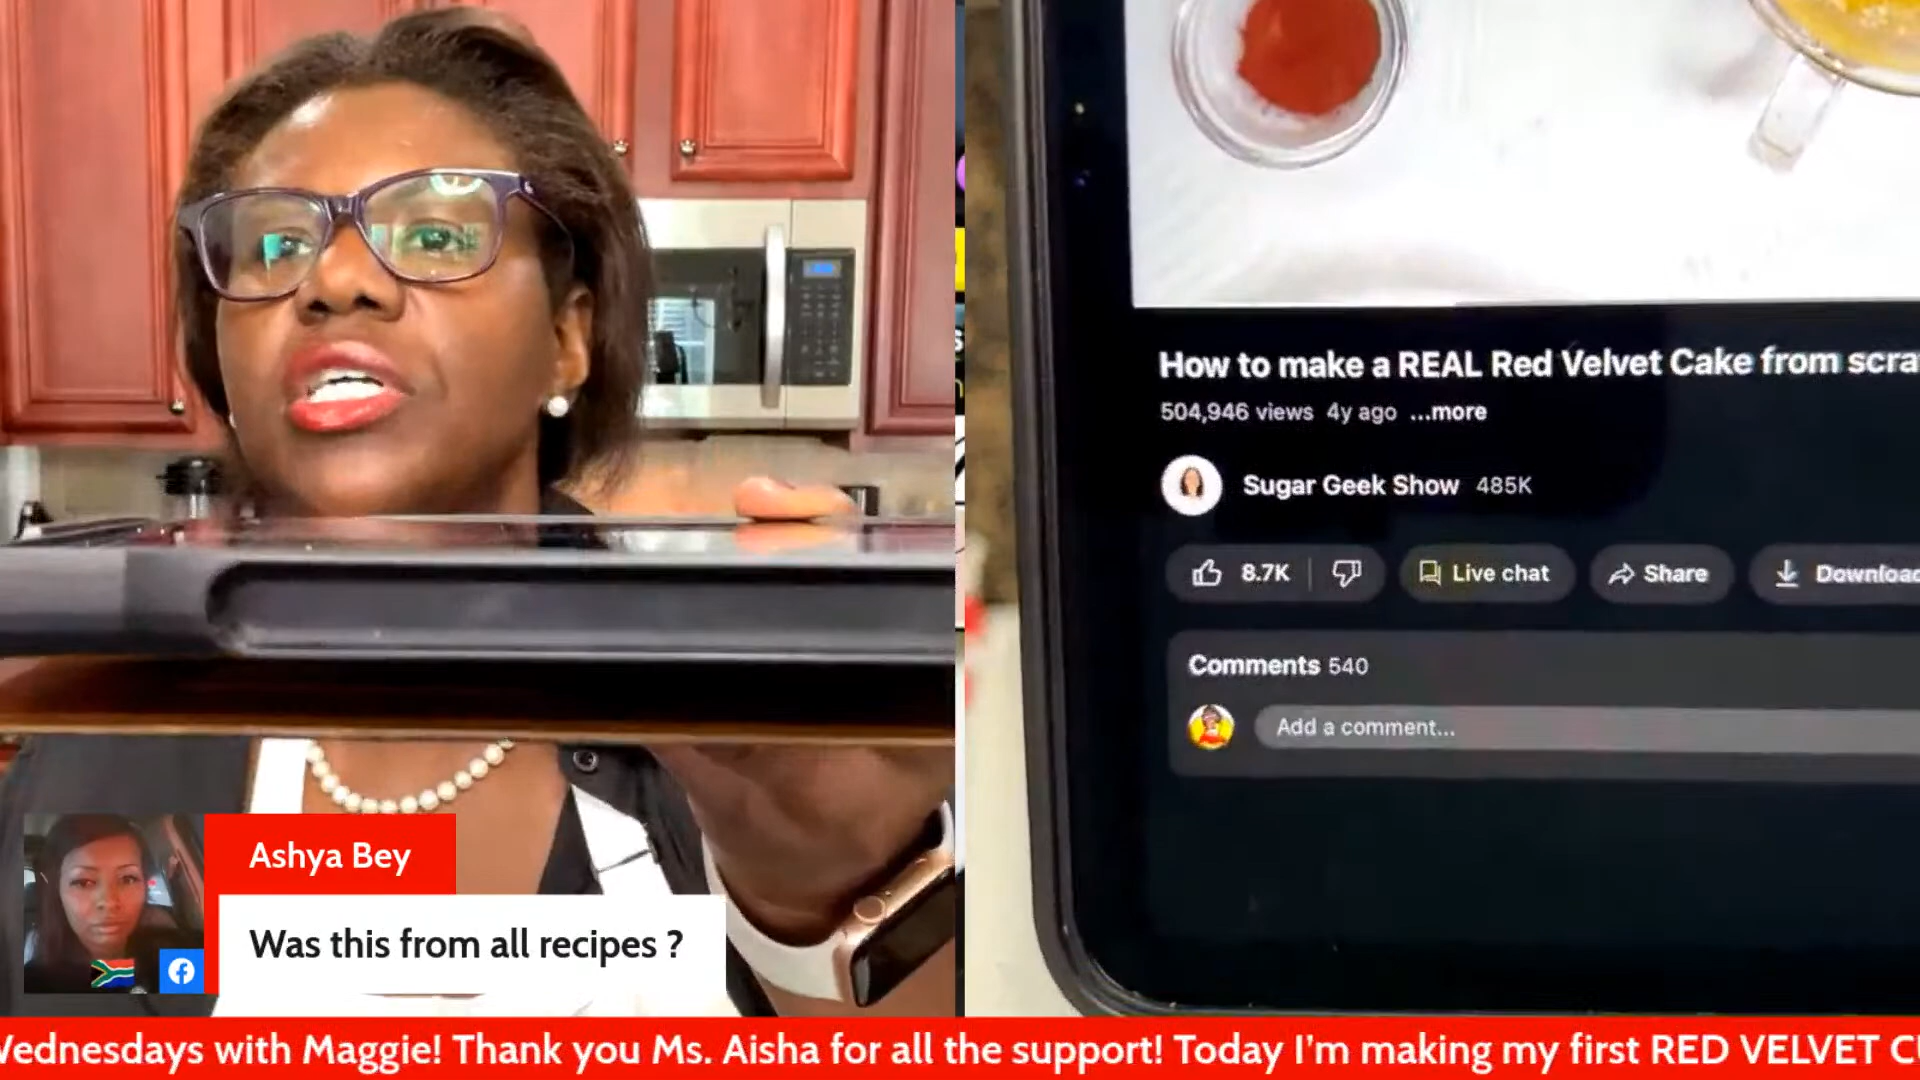 How to make a REAL Red Velvet Cake from scra
504,946 views 4y ago ...more
Sugar Geek Show 485K
8.7K Live chat Share Download
Comments 540
Add a comment...
Ashya Bey
Was this from all recipes ?
Wednesdays with Maggie! Thank you Ms. Aisha for all the support! Today I'm making my first RED VELVET